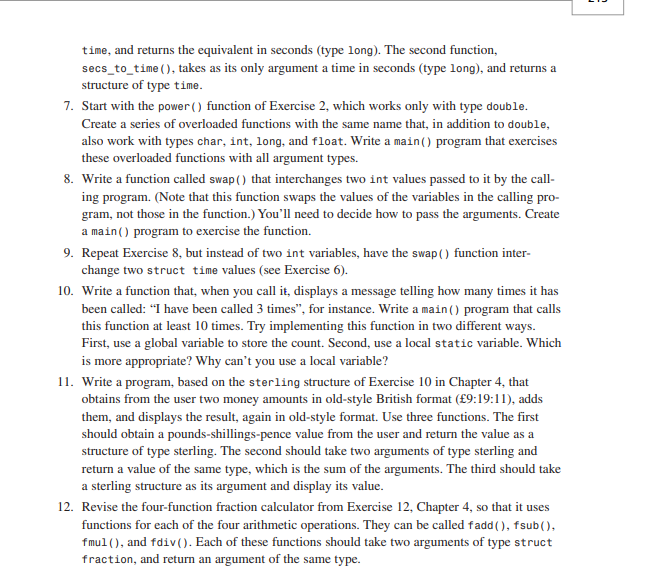 time, and returns the equivalent in seconds (type long). The second function,
secs_to_time(), takes as its only argument a time in seconds (type long), and returns a
structure of type time.
7. Start with the power() function of Exercise 2, which works only with type double.
Create a series of overloaded functions with the same name that, in addition to double,
also work with types char, int, long, and float. Write a main() program that exercises
these overloaded functions with all argument types.
8. Write a function called swap() that interchanges two int values passed to it by the call-
ing program. (Note that this function swaps the values of the variables in the calling pro-
gram, not those in the function.) You'll need to decide how to pass the arguments. Create
a main() program to exercise the function.
9. Repeat Exercise 8, but instead of two int variables, have the swap() function inter-
change two struct time values (see Exercise 6).
10. Write a function that, when you call it, displays a message telling how many times it has
been called: “I have been called 3 times”, for instance. Write a main() program that calls
this function at least 10 times. Try implementing this function in two different ways.
First, use a global variable to store the count. Second, use a local static variable. Which
is more appropriate? Why can't you use a local variable?
11. Write a program, based on the sterling structure of Exercise 10 in Chapter 4, that
obtains from the user two money amounts in old-style British format (£9:19:11), adds
them, and displays the result, again in old-style format. Use three functions. The first
should obtain a pounds-shillings-pence value from the user and return the value as a
structure of type sterling. The second should take two arguments of type sterling and
return a value of the same type, which is the sum of the arguments. The third should take
a sterling structure as its argument and display its value.
12. Revise the four-function fraction calculator from Exercise 12, Chapter 4, so that it uses
functions for each of the four arithmetic operations. They can be called fadd(), fsub(),
fmul(), and fdiv(). Each of these functions should take two arguments of type struct
fraction, and return an argument of the same type.